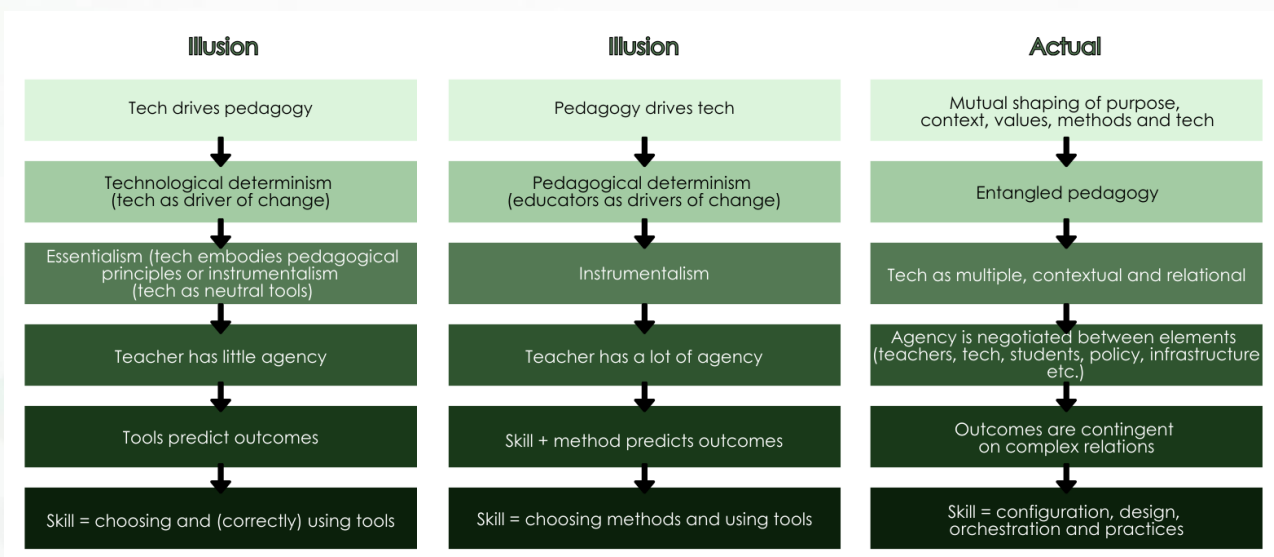 Illusion
Tech drives pedagogy
Technological determinism
(tech as driver of change)
Essentialism (tech embodies pedagogical
principles or instrumentalism
(tech as neutral tools)
Teacher has little agency
Tools predict outcomes
Skill = choosing and (correctly) using tools
Illusion
Pedagogy drives tech
Pedagogical determinism
(educators as drivers of change)
Instrumentalism
Teacher has a lot of agency
Skill + method predicts outcomes
Skill = choosing methods and using tools
Actual
Mutual shaping of purpose,
context, values, methods and tech
Entangled pedagogy
Tech as multiple, contextual and relational
Agency is negotiated between elements
(teachers, tech, students, policy, infrastructure
etc.)
Outcomes are contingent
on complex relations
Skill = configuration, design,
orchestration and practices